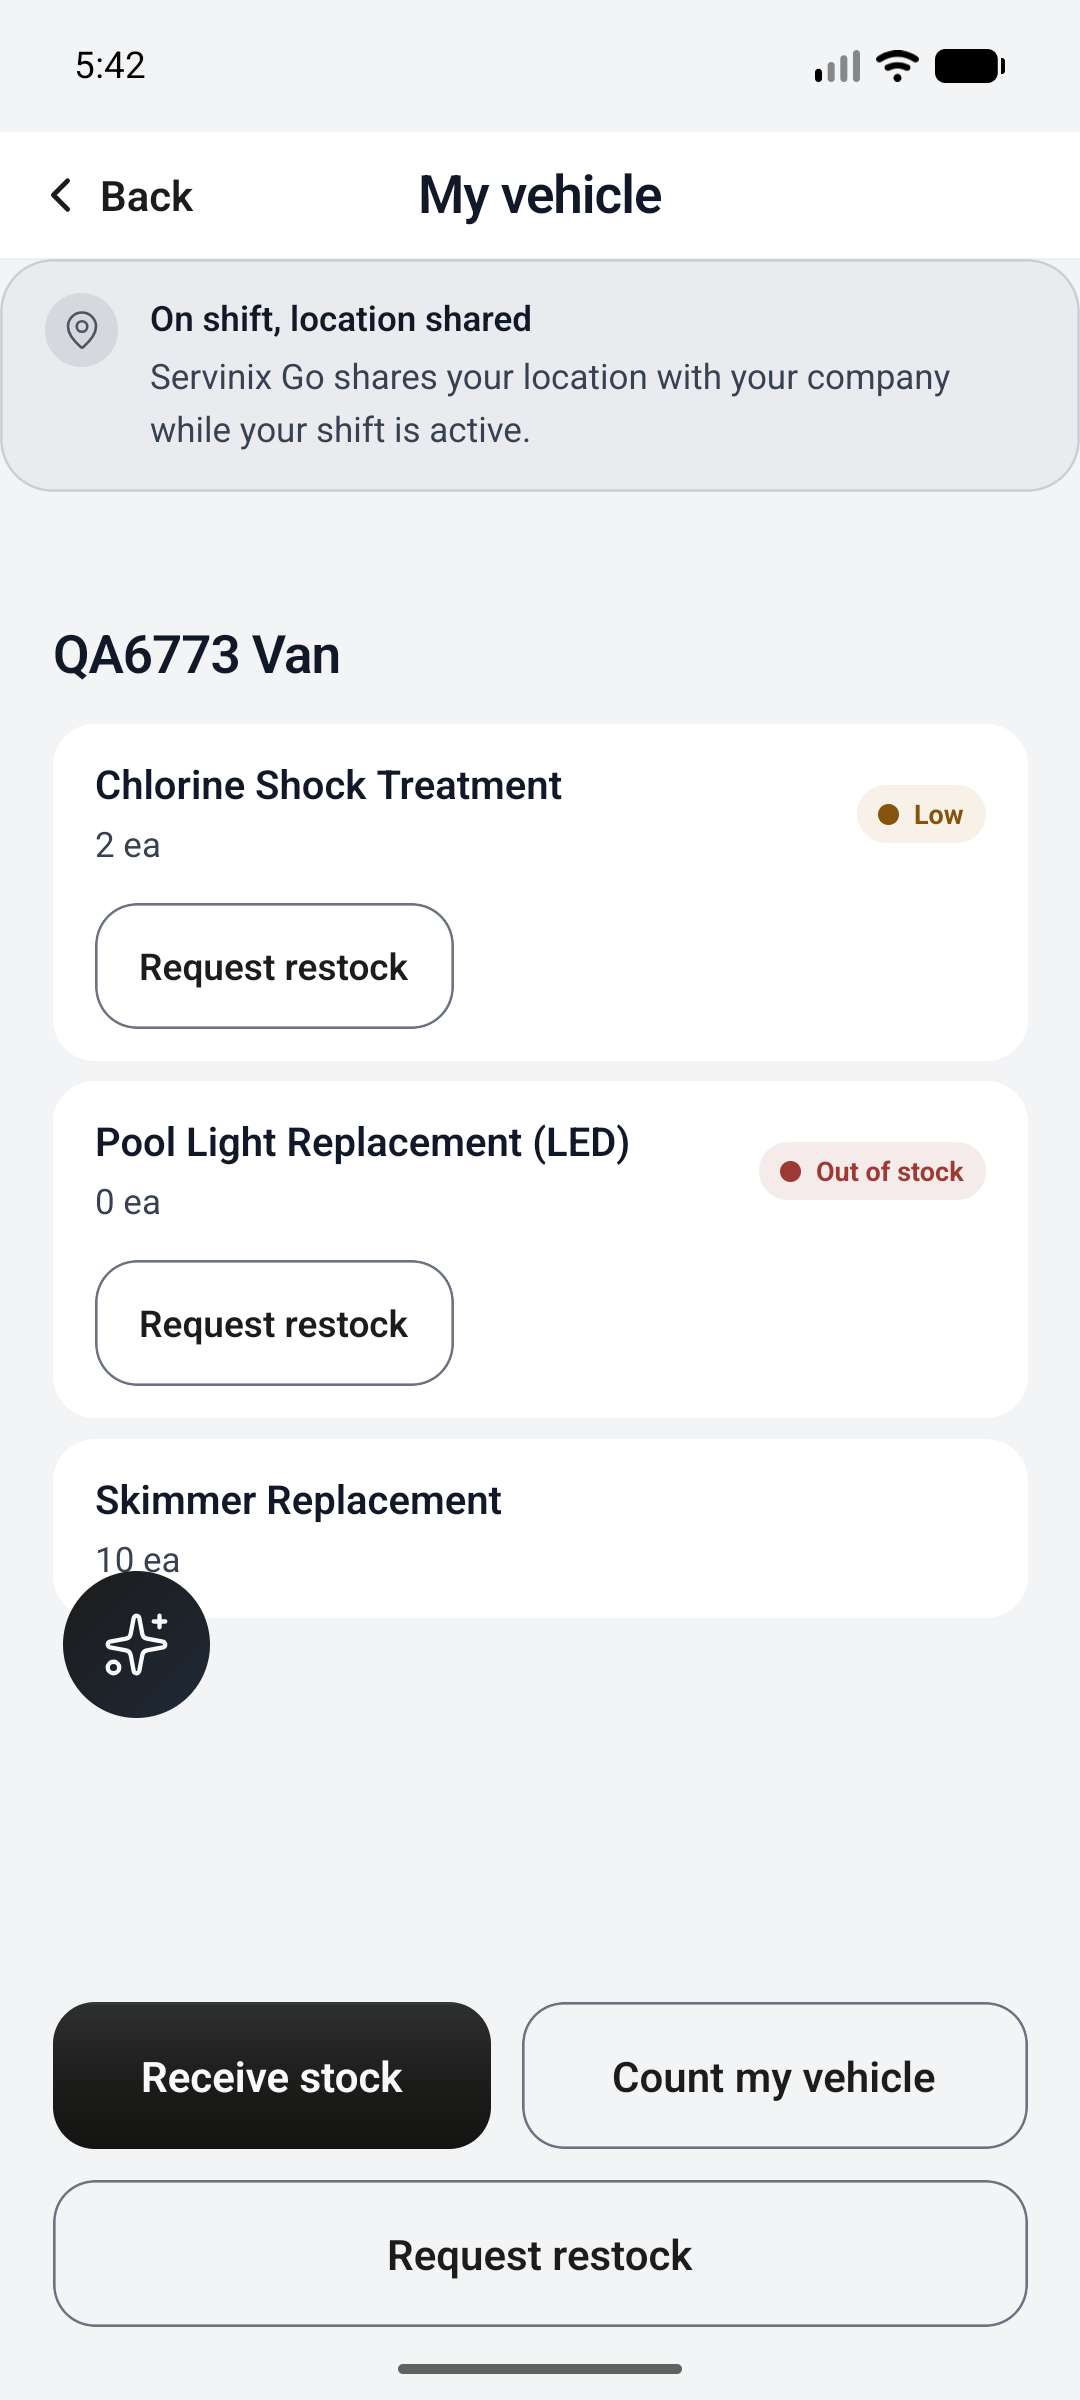 5:42
Back
My vehicle
On shift, location shared
Servinix Go shares your location with your company
while your shift is active.
QA6773 Van
Chlorine Shock Treatment
2 ea
Low
Request restock
Pool Light Replacement (LED)
0 ea
Out of stock
Request restock
Skimmer Replacement
10 ea
Receive stock
Count my vehicle
Request restock